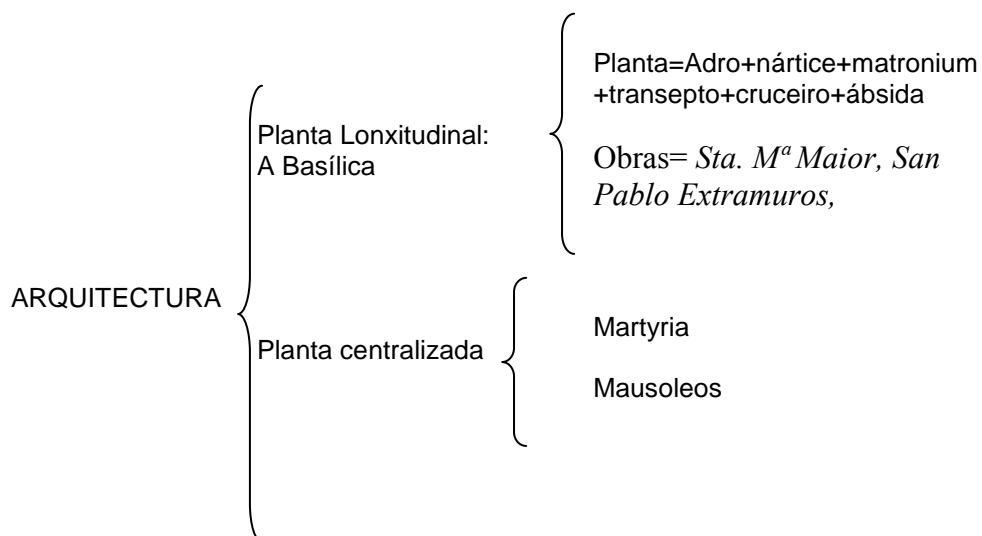 ARQUITECTURA
Planta Lonxitudinal:
A Basílica
Planta=Adro+nártice+matronium
+transepto+cruceiro+ábsida
Obras= Sta. Mª Maior, San
Pablo Extramuros,
Planta centralizada
Martyria
Mausoleos